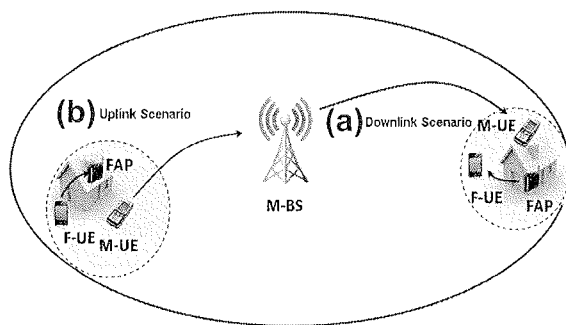 (b) Uplink Scenario
(a) Downlink Scenario
M-UE
FAP
F-UE
M-UE
M-BS
F-UE
FAP